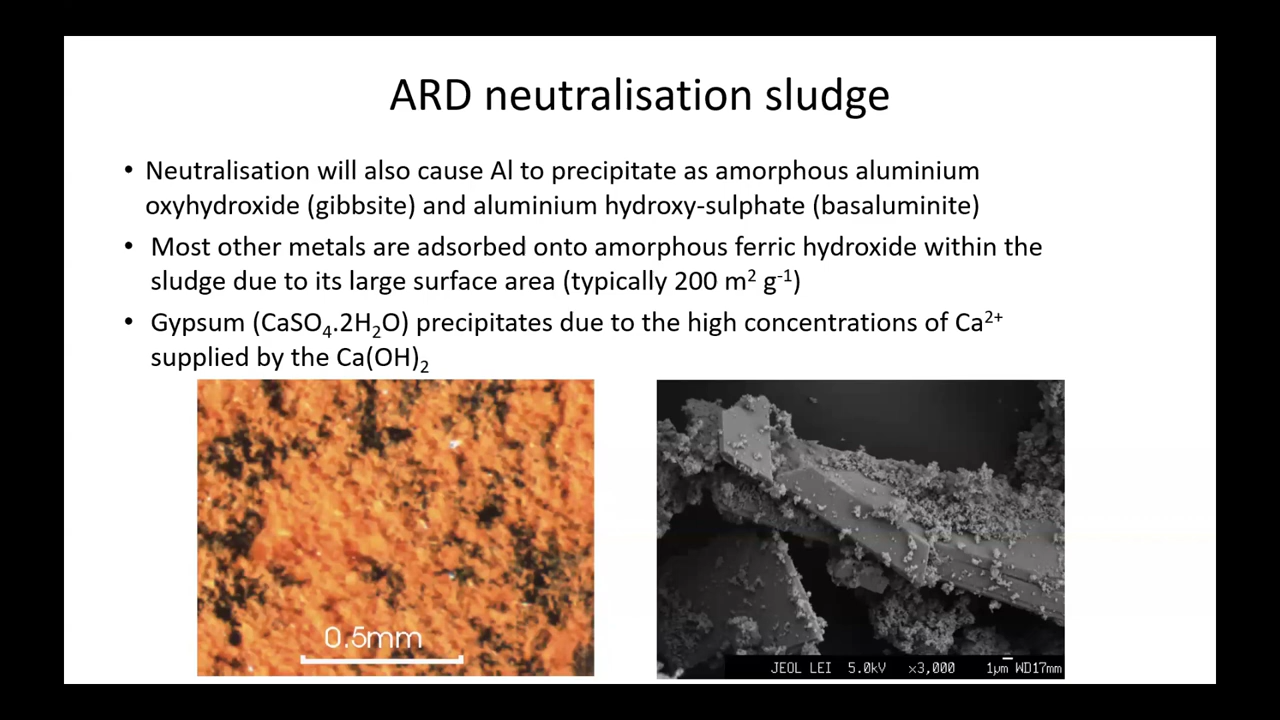 ARD neutralisation sludge
• Neutralisation will also cause Al to precipitate as amorphous aluminium
oxyhydroxide (gibbsite) and aluminium hydroxy-sulphate (basaluminite)
• Most other metals are adsorbed onto amorphous ferric hydroxide within the
sludge due to its large surface area (typically 200 m² g⁻¹)
• Gypsum (CaSO₄.2H₂O) precipitates due to the high concentrations of Ca²⁺
supplied by the Ca(OH)₂
0.5mm
JEOL LEI 5.0kV x3,000 1µm WD17mm